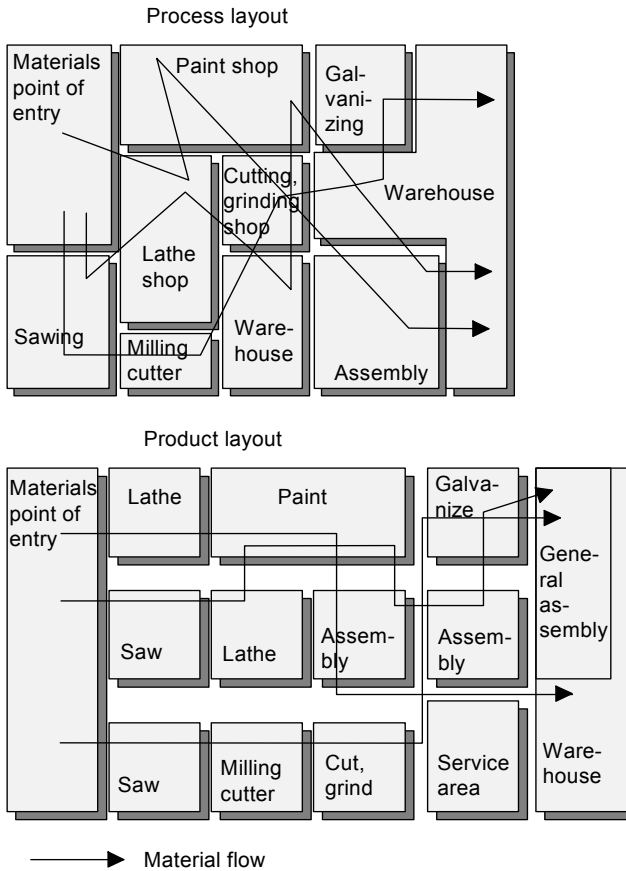 Process layout
Materials
point of
entry
Paint shop
Gal-
vanizi-
ng
Cutting,
grinding
shop
Warehouse
Lathe
shop
Sawing
Milling
cutter
Ware-
house
Assembly
Product layout
Materials
point of
entry
Lathe
Paint
Galva-
nize
Gene-
ral
as-
sembly
Saw
Lathe
Assem-
bly
Assem-
bly
Saw
Milling
cutter
Cut,
grind
Service
area
Ware-
house
Material flow